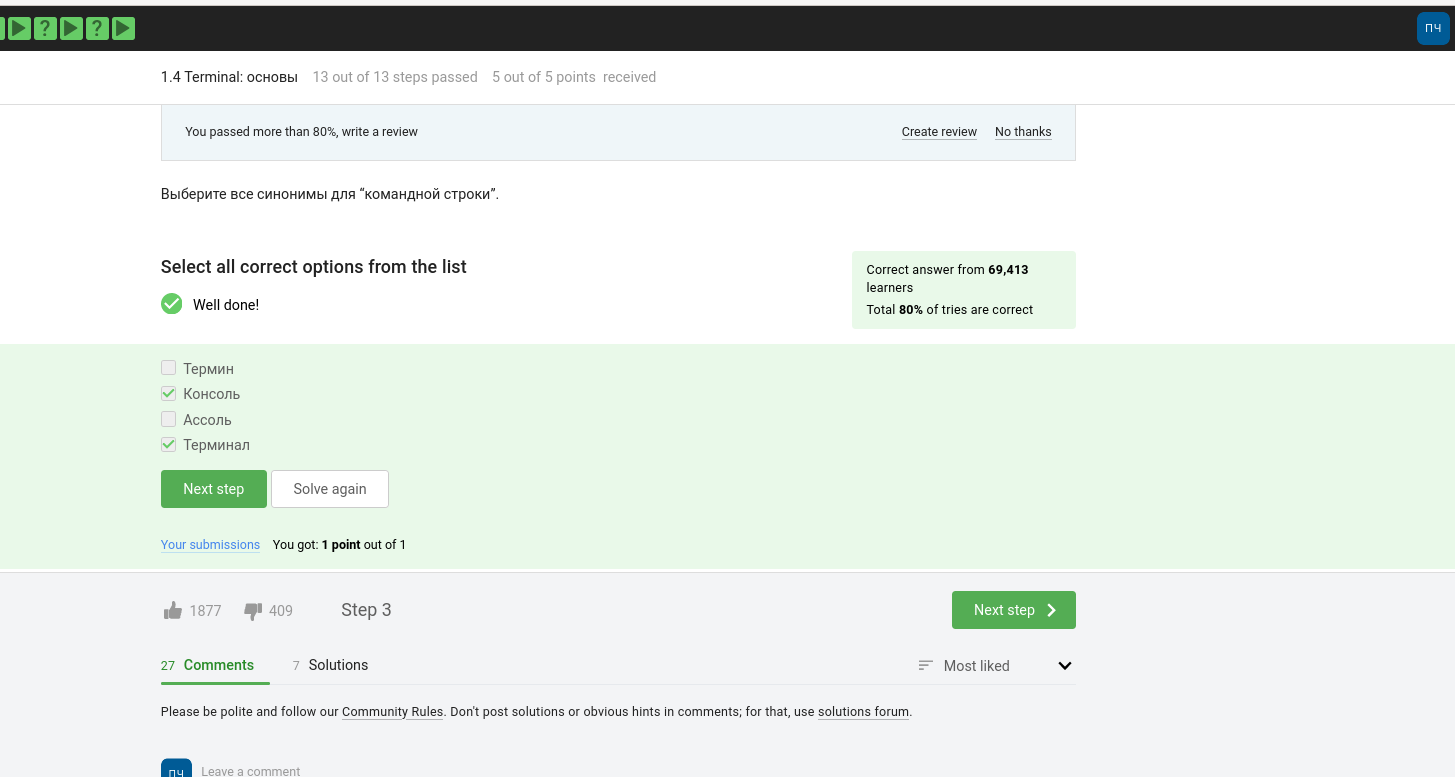 ? ?
ПЧ
1.4 Terminal: основы 13 out of 13 steps passed 5 out of 5 points received
You passed more than 80%, write a review Create review No thanks
Выберите все синонимы для “командной строки”.
Select all correct options from the list
Well done!
Correct answer from 69,413
learners
Total 80% of tries are correct
Термин
Консоль
Ассоль
Терминал
Next step Solve again
Your submissions You got: 1 point out of 1
1877 409 Step 3 Next step
27 Comments 7 Solutions Most liked
Please be polite and follow our Community Rules. Don't post solutions or obvious hints in comments; for that, use solutions forum.
ПЧ Leave a comment